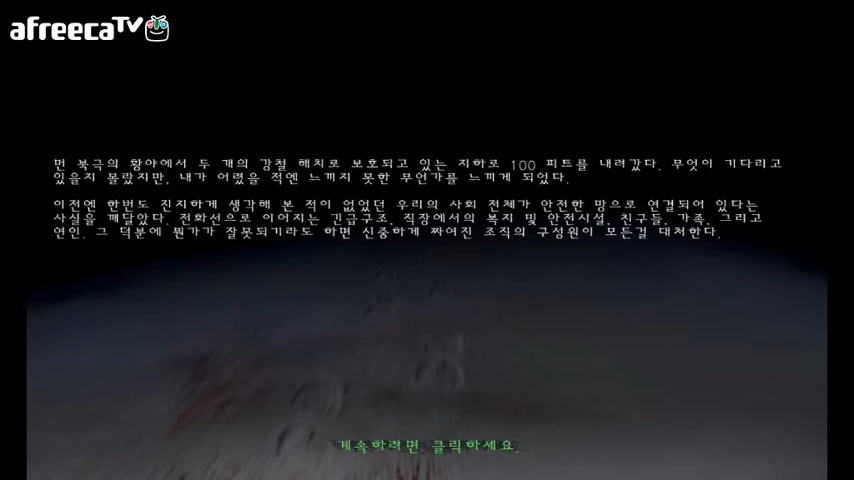 afreecaTV
먼 북극의 황야에서 두 개의 강철 해치로 보호되고 있는 지하로 100 피트를 내려갔다. 무엇이 기다리고
있을지 몰랐지만, 내가 어렸을 적엔 느끼지 못한 무언가를 느끼게 되었다.
이전엔 한번도 진지하게 생각해 본 적이 없었던 우리의 사회 전체가 안전한 망으로 연결되어 있다는
사실을 깨달았다. 전화선으로 이어지는 긴급구조, 직장에서의 복지 및 안전시설, 친구들, 가족, 그리고
연인. 그 덕분에 뭔가가 잘못되기라도 하면 신중하게 짜여진 조직의 구성원이 모든걸 대처한다.
계속하려면 클릭하세요.